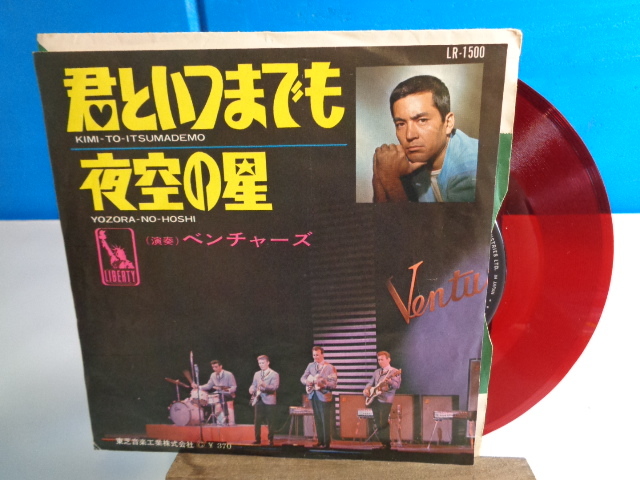 LR-1500
君といつまでも
KIMI-TO-ITSUMADEMO
夜空の星
YOZORA-NO-HOSHI
(演奏)ベンチャーズ
LIBERTY
Ventu
東芝音楽工業株式会社 ¥370